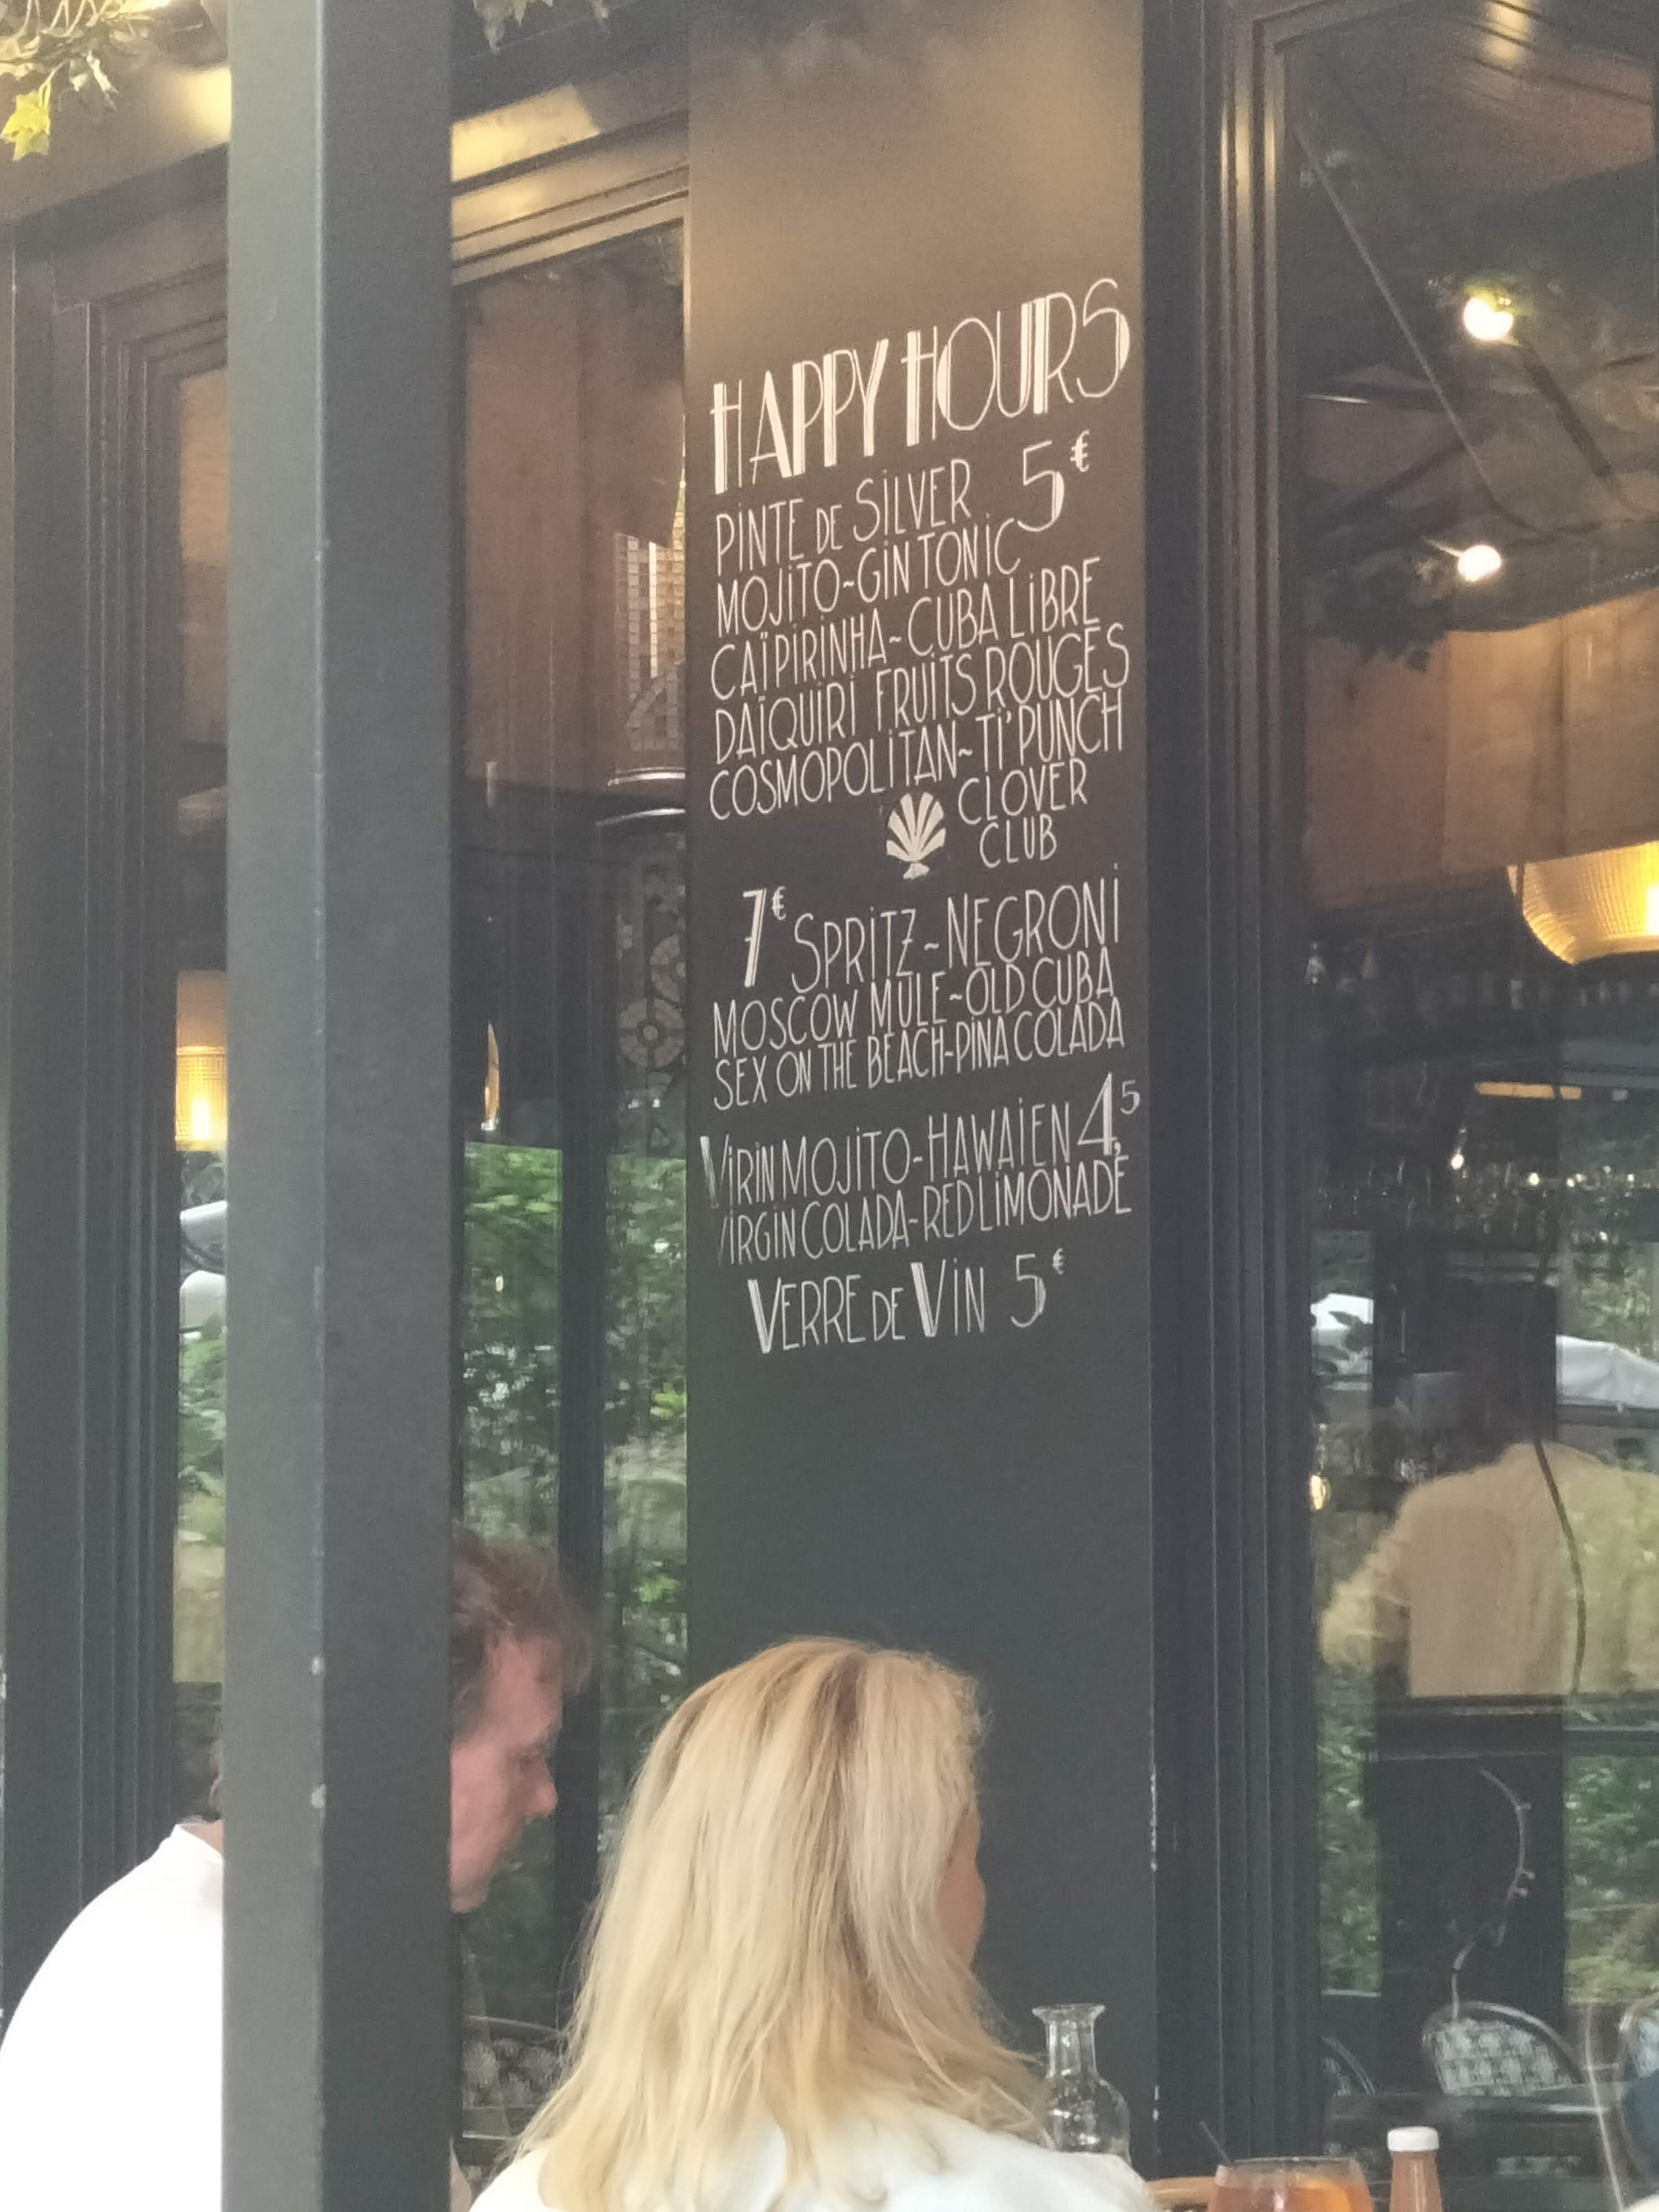 HAPPY HOURS
PINTE DE SILVER 5€
MOJITO~GIN TONIC
CAÏPIRINHA~CUBA LIBRE
DAÏQUIRI FRUITS ROUGES
COSMOPOLITAN~TI'PUNCH
CLOVER
CLUB
7€ SPRITZ~NEGRONI
MOSCOW MULE~OLD CUBA
SEX ON THE BEACH-PINA COLADA
VIRIN MOJITO-HAWAIEN 4,5
VIRGIN COLADA-RED LIMONADE
VERRE DE VIN 5€